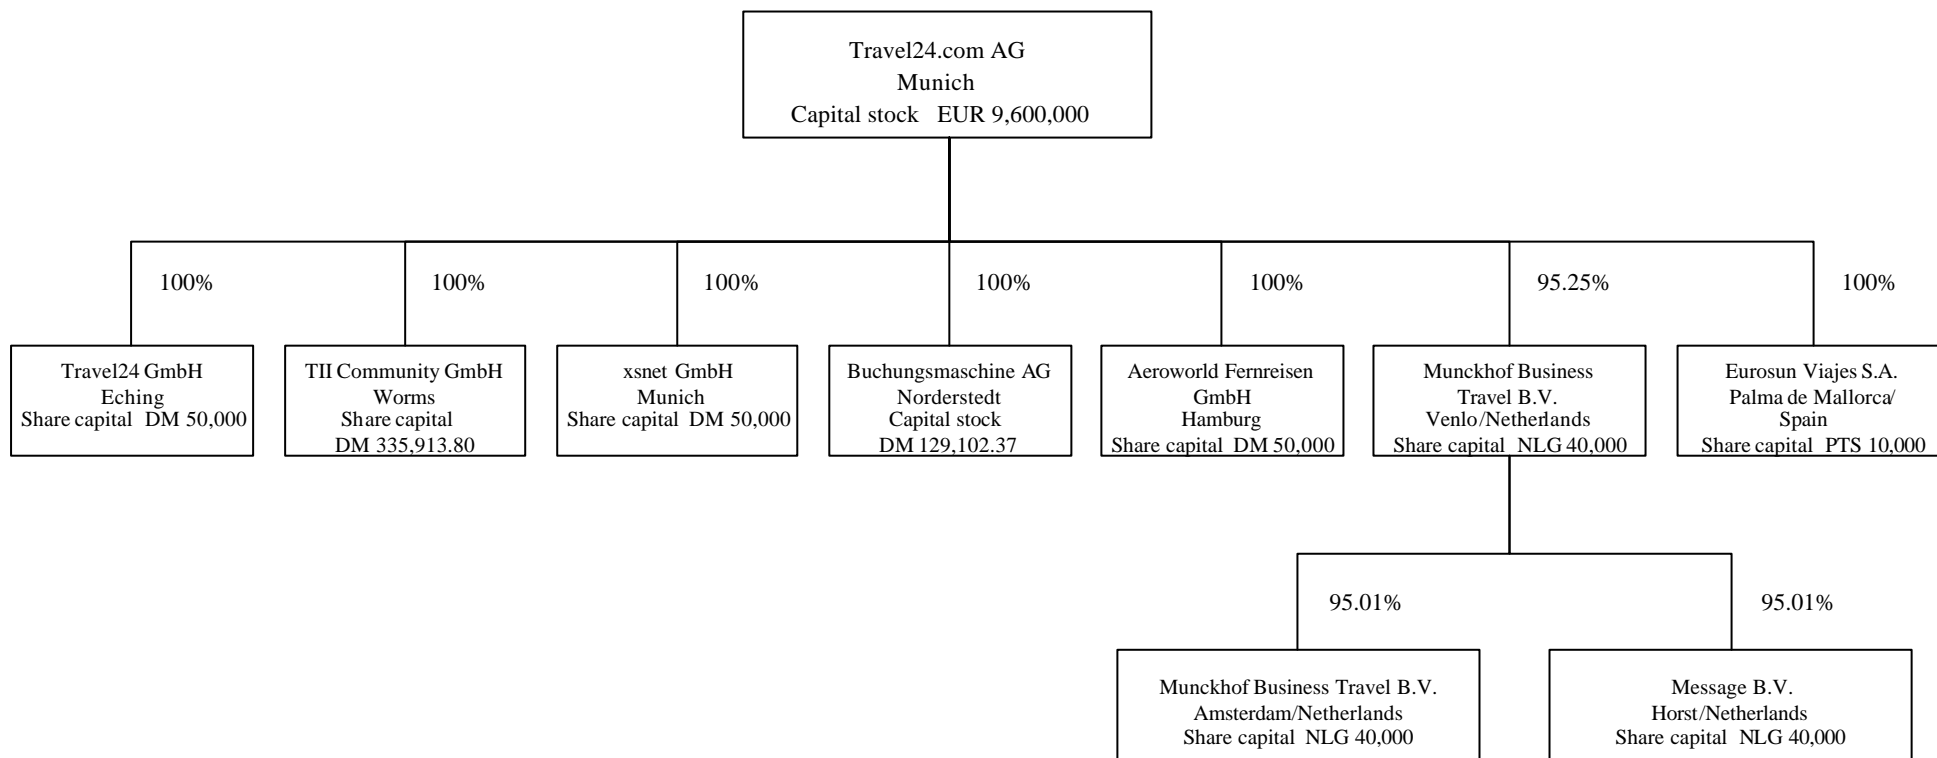 Travel24.com AG
Munich
Capital stock EUR 9,600,000
100%
100%
100%
100%
100%
95.25%
100%
Travel24 GmbH
Eching
Share capital DM 50,000
TII Community GmbH
Worms
Share capital
DM 335,913.80
xsnet GmbH
Munich
Share capital DM 50,000
Buchungsmaschine AG
Norderstedt
Capital stock
DM 129,102.37
Aeroworld Fernreisen
GmbH
Hamburg
Share capital DM 50,000
Munckhof Business
Travel B.V.
Venlo/Netherlands
Share capital NLG 40,000
Eurosun Viajes S.A.
Palma de Mallorca/
Spain
Share capital PTS 10,000
95.01%
95.01%
Munckhof Business Travel B.V.
Amsterdam/Netherlands
Share capital NLG 40,000
Message B.V.
Horst/Netherlands
Share capital NLG 40,000